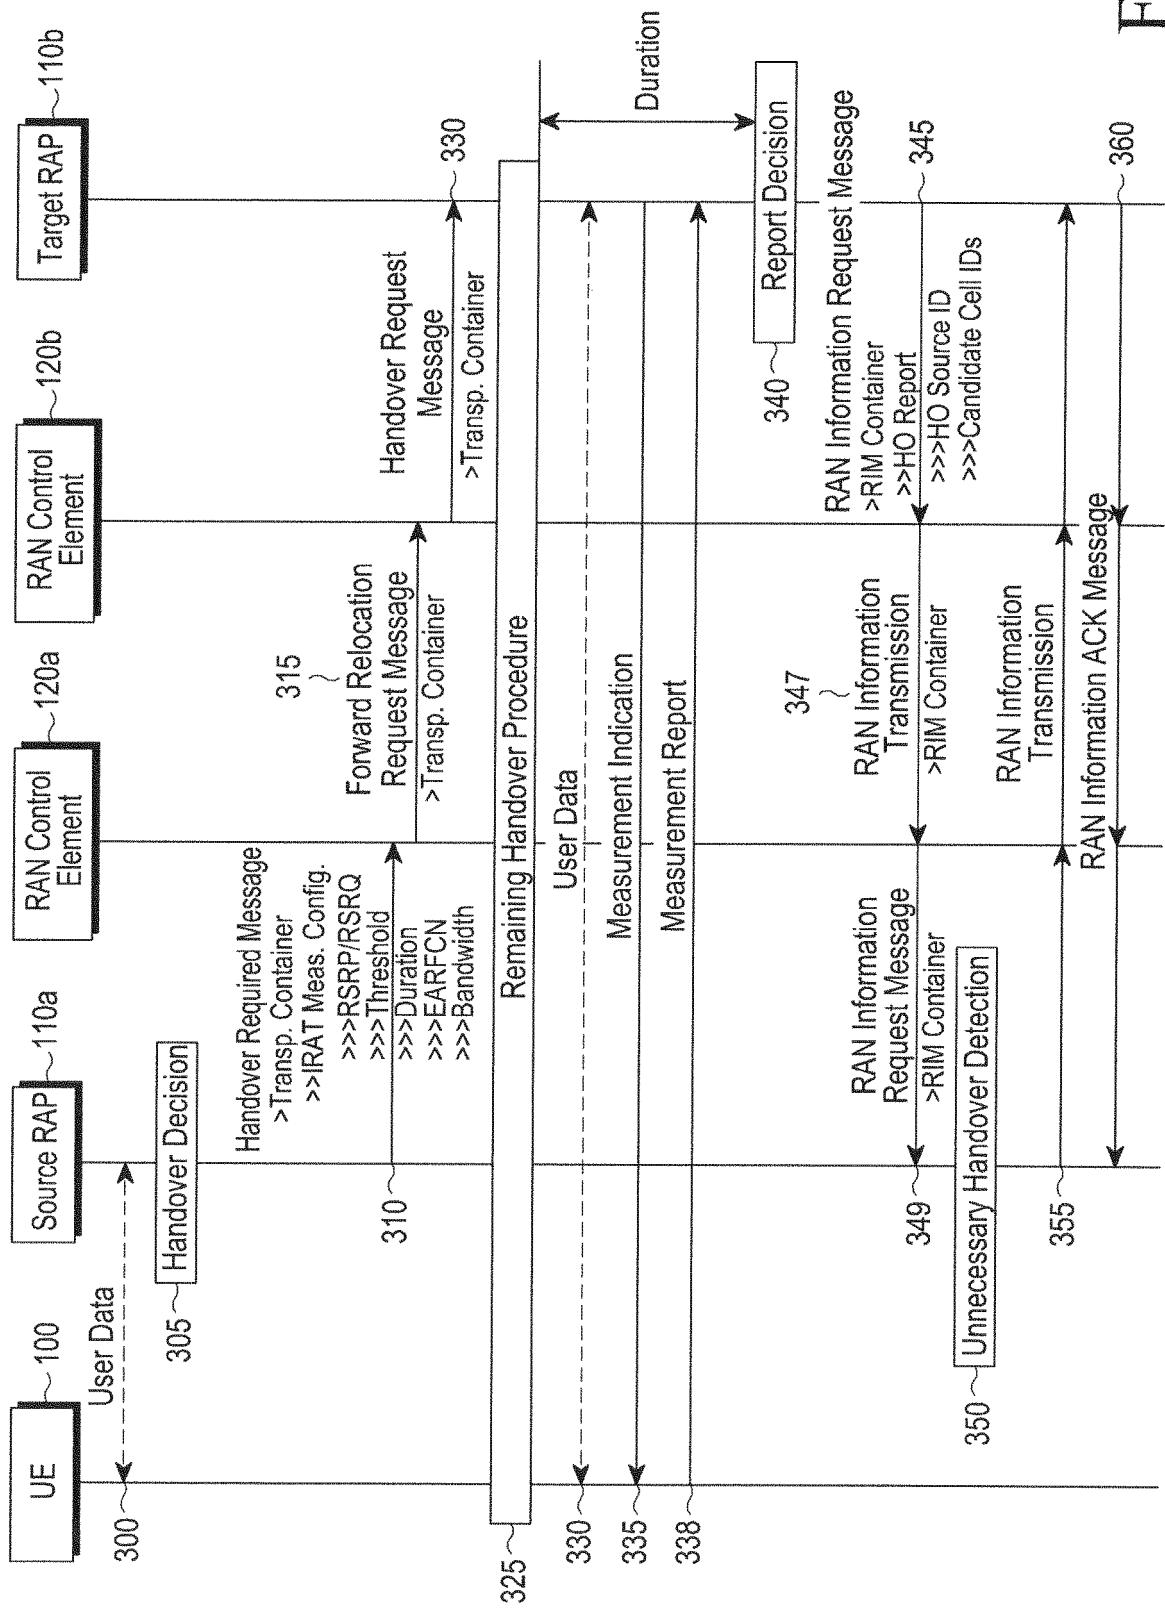 UE
100
Source RAP
110a
RAN Control
Element
120a
RAN Control
Element
120b
Target RAP
110b
User Data
300
Handover Decision
305
Handover Required Message
>Transp. Container
>>IRAT Meas. Config.
>>>RSRP/RSRQ
>>>Threshold
>>>Duration
>>>EARFCN
>>>Bandwidth
310
315
Forward Relocation
Request Message
>Transp. Container
Handover Request
Message
>Transp. Container
330
Remaining Handover Procedure
325
User Data
330
Measurement Indication
335
Measurement Report
338
Duration
Report Decision
340
RAN Information Request Message
>RIM Container
>>HO Report
>>>HO Source ID
>>>Candidate Cell IDs
345
347
RAN Information
Transmission
>RIM Container
RAN Information
Request Message
>RIM Container
349
Unnecessary Handover Detection
350
RAN Information
Transmission
355
RAN Information ACK Message
360